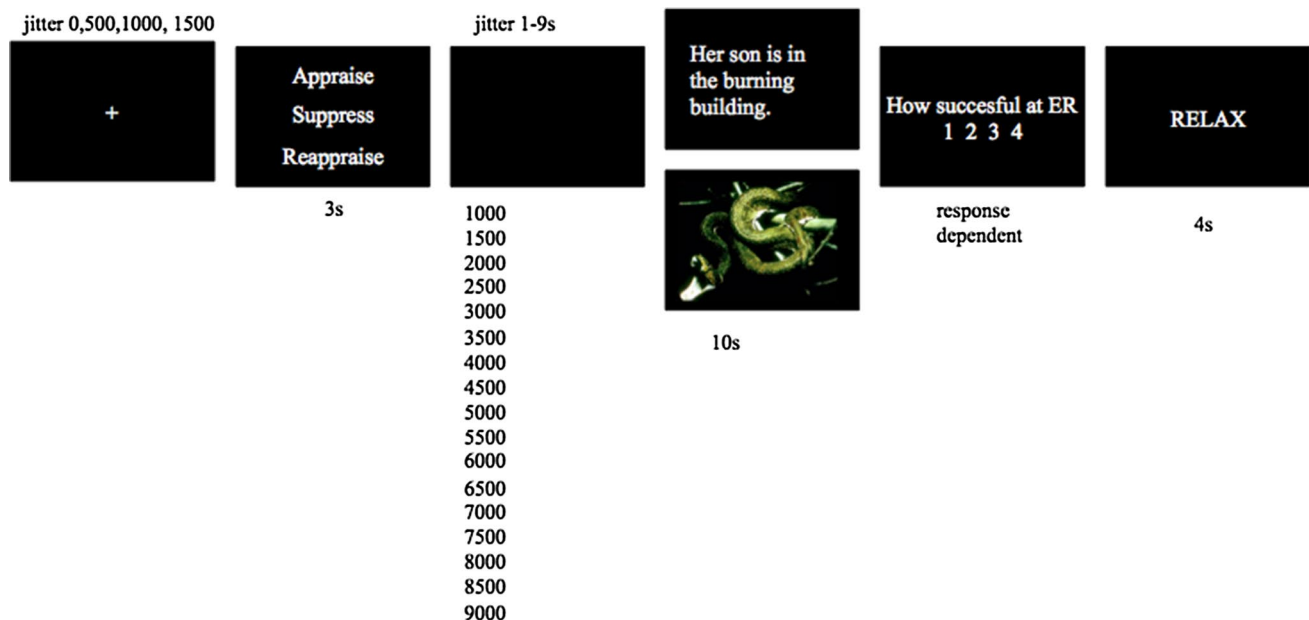 jitter 0,500,1000, 1500
+
Appraise
Suppress
Reappraise
3s
jitter 1-9s
1000
1500
2000
2500
3000
3500
4000
4500
5000
5500
6000
6500
7000
7500
8000
8500
9000
Her son is in
the burning
building.
10s
How succesful at ER
1 2 3 4
response
dependent
RELAX
4s